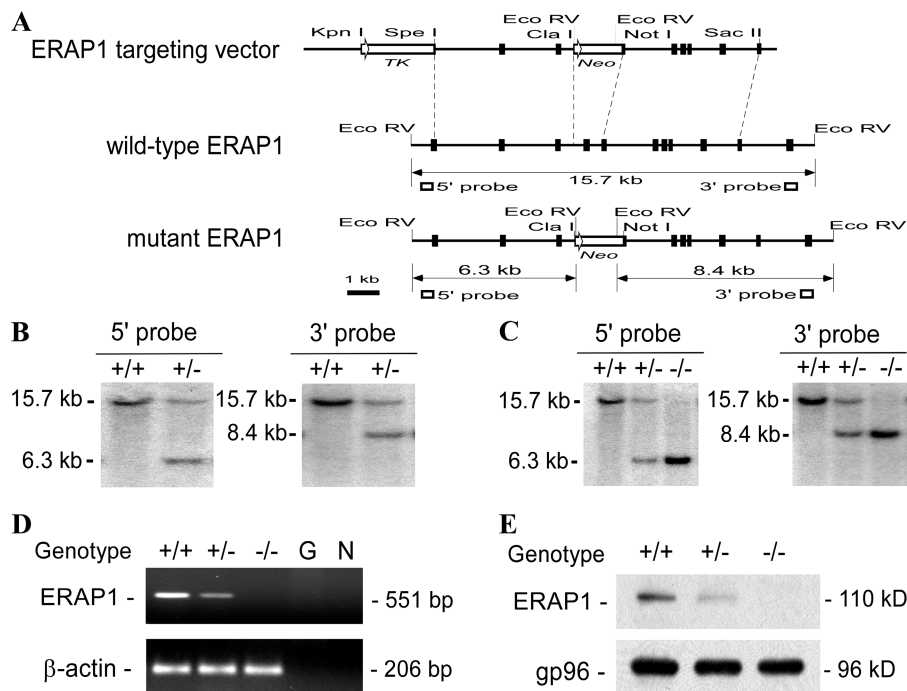 A
Kpn I
Spe I
Eco RV
Cla I
Eco RV
Not I
Sac II
ERAP1 targeting vector
TK
Neo
Eco RV
Eco RV
wild-type ERAP1
15.7 kb
5' probe
3' probe
Eco RV
Eco RV
Cla I
Eco RV
Not I
Eco RV
mutant ERAP1
Neo
1 kb
6.3 kb
8.4 kb
5' probe
3' probe
B
5' probe
3' probe
+/+ +/-
+/+ +/-
15.7 kb -
6.3 kb -
15.7 kb -
8.4 kb -
C
5' probe
3' probe
+/+ +/- -/-
+/+ +/- -/-
15.7 kb -
6.3 kb -
15.7 kb -
8.4 kb -
D
Genotype +/+ +/- -/- G N
ERAP1 - - 551 bp
β-actin - - 206 bp
E
Genotype +/+ +/- -/-
ERAP1 - - 110 kD
gp96 - - 96 kD